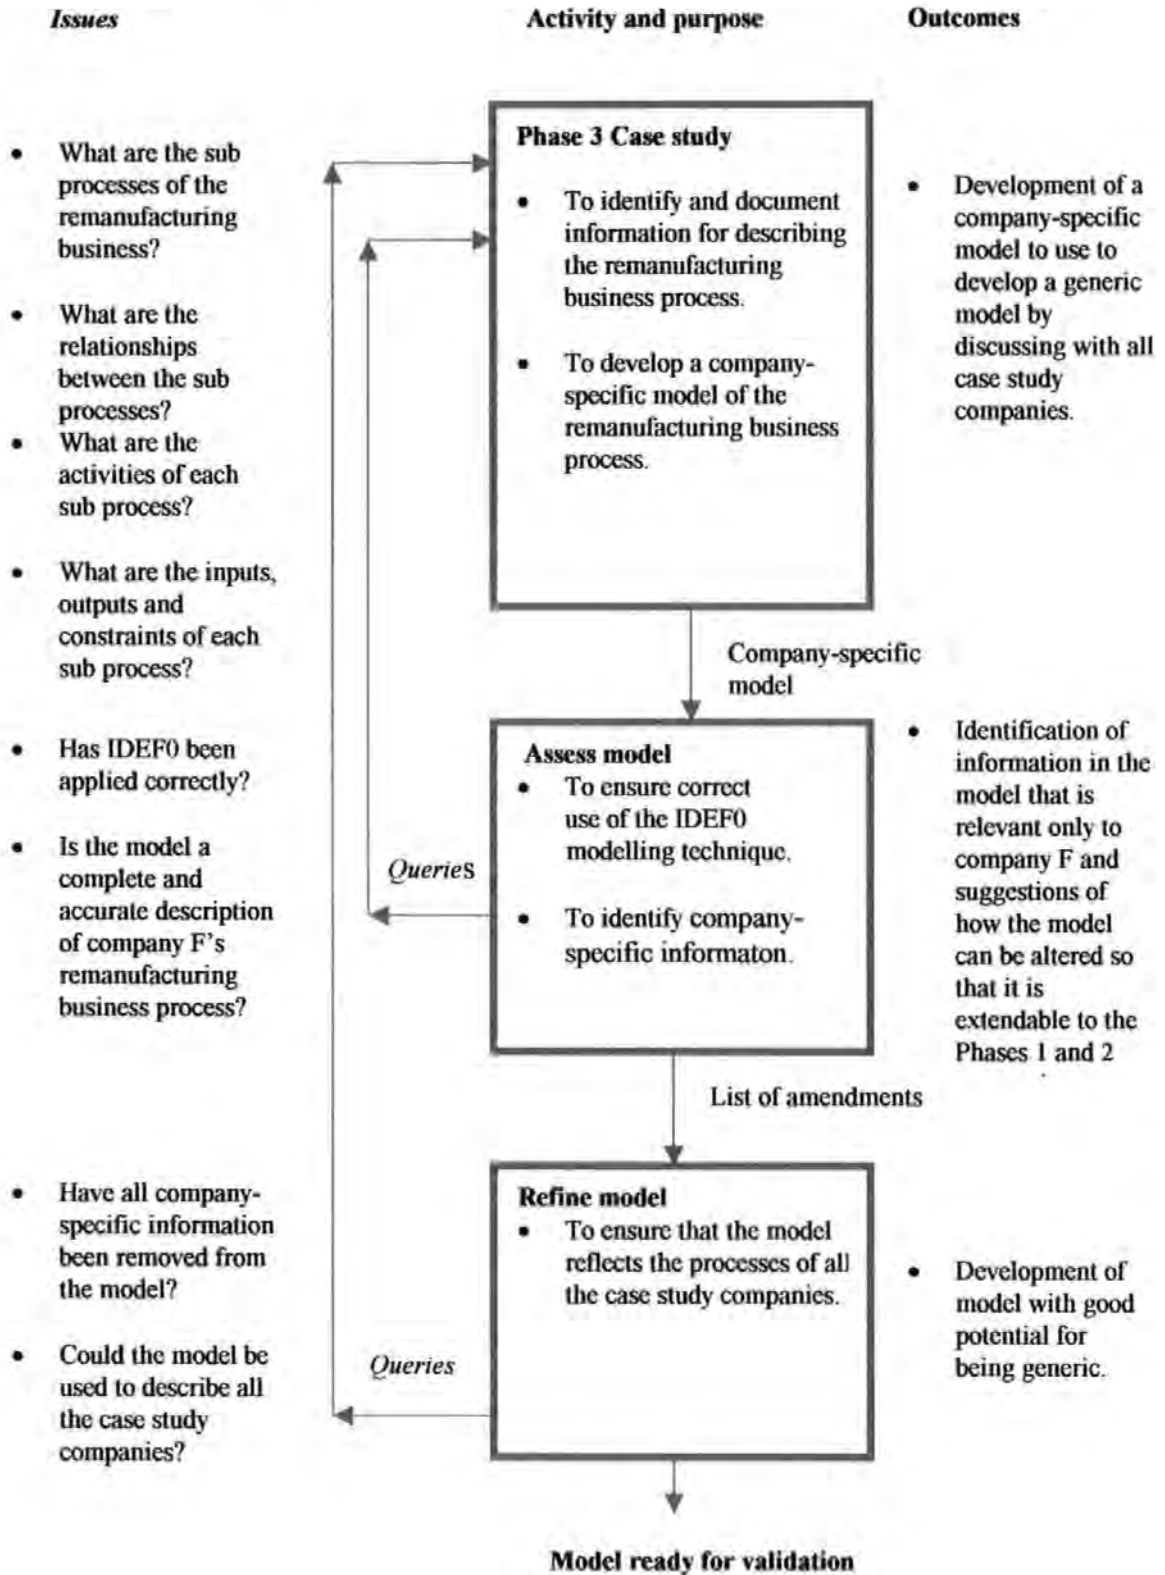 Issues
Activity and purpose
Outcomes
• What are the sub
processes of the
remanufacturing
business?
• What are the
relationships
between the sub
processes?
• What are the
activities of each
sub process?
• What are the inputs,
outputs and
constraints of each
sub process?
• Has IDEF0 been
applied correctly?
• Is the model a
complete and
accurate description
of company F's
remanufacturing
business process?
• Have all company-
specific information
been removed from
the model?
• Could the model be
used to describe all
the case study
companies?
Phase 3 Case study
• To identify and document
information for describing
the remanufacturing
business process.
• To develop a company-
specific model of the
remanufacturing business
process.
Company-specific
model
Assess model
• To ensure correct
use of the IDEF0
modelling technique.
• To identify company-
specific informaton.
Queries
List of amendments
Refine model
• To ensure that the model
reflects the processes of all
the case study companies.
Queries
Model ready for validation
• Development of a
company-specific
model to use to
develop a generic
model by
discussing with all
case study
companies.
• Identification of
information in the
model that is
relevant only to
company F and
suggestions of
how the model
can be altered so
that it is
extendable to the
Phases 1 and 2
.
• Development of
model with good
potential for
being generic.